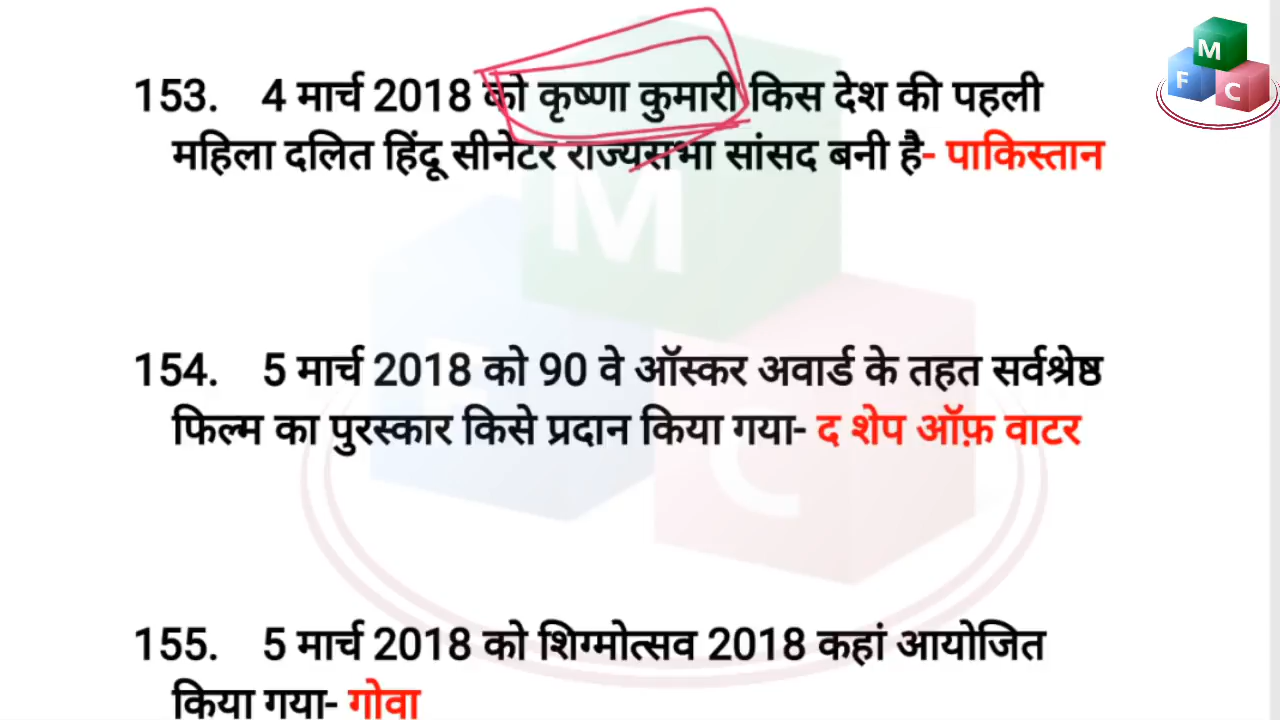 M
F
C
153. 4 मार्च 2018 को कृष्णा कुमारी किस देश की पहली
महिला दलित हिंदू सीनेटर राज्यसभा सांसद बनी है- पाकिस्तान
M
154. 5 मार्च 2018 को 90 वे ऑस्कर अवार्ड के तहत सर्वश्रेष्ठ
फिल्म का पुरस्कार किसे प्रदान किया गया- द शेप ऑफ़ वाटर
F
C
155. 5 मार्च 2018 को शिग्मोत्सव 2018 कहां आयोजित
किया गया- गोवा